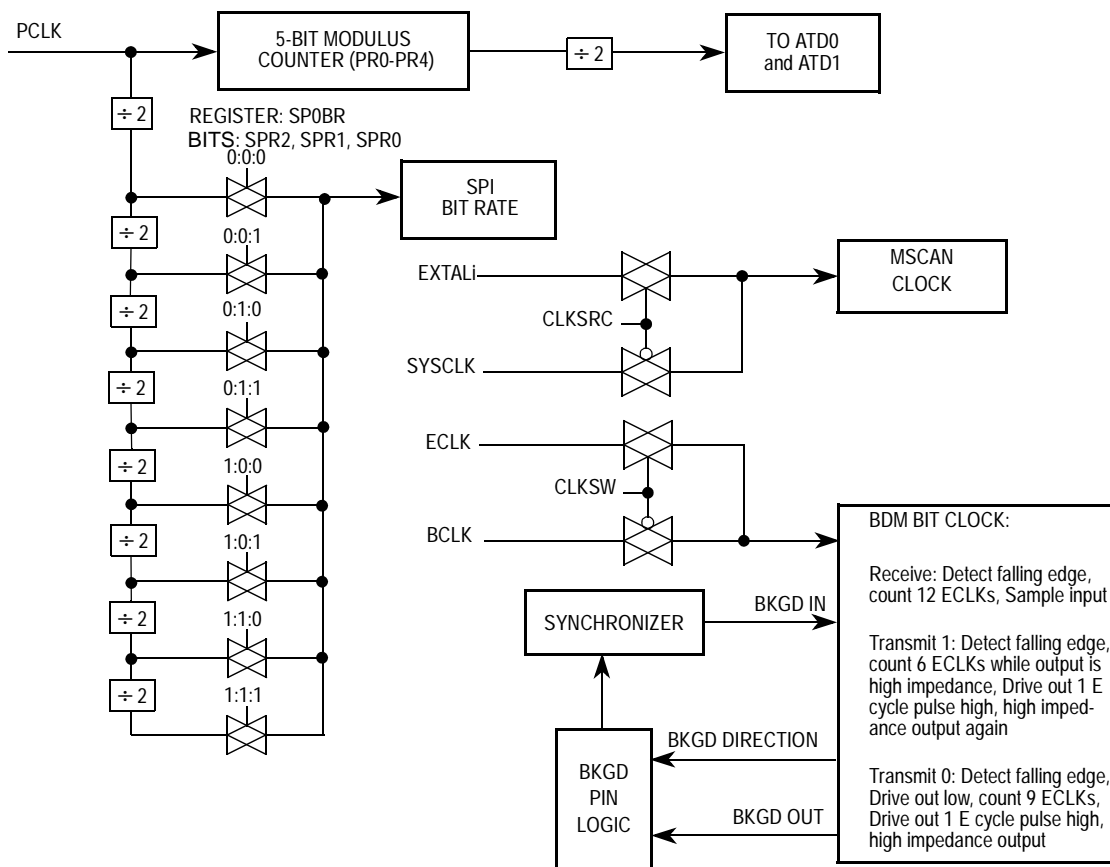 PCLK
5-BIT MODULUS
COUNTER (PR0-PR4)
÷ 2
TO ATD0
and ATD1
÷ 2
REGISTER: SP0BR
BITS: SPR2, SPR1, SPR0
0:0:0
SPI
BIT RATE
÷ 2
0:0:1
EXTALi
MSCAN
CLOCK
÷ 2
0:1:0
CLKSRC
SYSCLK
÷ 2
0:1:1
ECLK
÷ 2
1:0:0
CLKSW
BCLK
÷ 2
1:0:1
÷ 2
1:1:0
÷ 2
1:1:1
BDM BIT CLOCK:
Receive: Detect falling edge,
count 12 ECLKs, Sample input
Transmit 1: Detect falling edge,
count 6 ECLKs while output is
high impedance, Drive out 1 E
cycle pulse high, high imped-
ance output again
Transmit 0: Detect falling edge,
Drive out low, count 9 ECLKs,
Drive out 1 E cycle pulse high,
high impedance output
SYNCHRONIZER
BKGD IN
BKGD DIRECTION
BKGD
PIN
LOGIC
BKGD OUT